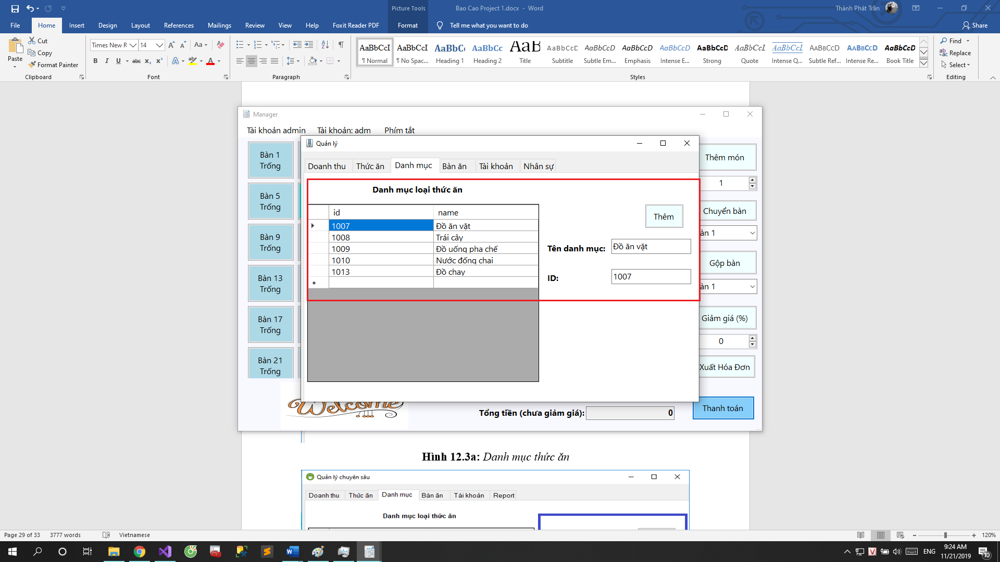 Picture Tools
Bao Cao Project 1.docx - Word
Thành Phát Trần
File Home Insert Design Layout References Mailings Review View Help Foxit Reader PDF Format Tell me what you want to do Share
Cut
Copy
Format Painter
Paste
Clipboard
Times New R 14
Font
Paragraph
AaBbCcI AaBbCcI AaBbCc AaBbCc AaB AaBbCcD AaBbCcD AaBbCcD AaBbCcD AaBbCcD AaBbCcI AaBbCcI AaBbCcD AaBbCcD AaBbCcD
¶ Normal ¶ No Spac... Heading 1 Heading 2 Title Subtitle Subtle Em... Emphasis Intense E... Strong Quote Intense Q... Subtle Ref... Intense Re... Book Title
Styles
Find
Replace
Select
Editing
Manager
Tài khoản admin Tài khoản: adm Phím tắt
Bàn 1
Trống
Bàn 5
Trống
Bàn 9
Trống
Bàn 13
Trống
Bàn 17
Trống
Bàn 21
Trống
Quản lý
Doanh thu Thức ăn Danh mục Bàn ăn Tài khoản Nhân sự
Danh mục loại thức ăn
id name
1007 Đồ ăn vặt
1008 Trái cây
1009 Đồ uống pha chế
1010 Nước đống chai
1013 Đồ chay
Thêm
Tên danh mục: Đồ ăn vặt
ID: 1007
Thêm món
1
Chuyển bàn
àn 1
Gộp bàn
àn 1
Giảm giá (%)
0
Xuất Hóa Đơn
Thanh toán
Welcome
Tổng tiền (chưa giảm giá): 0
Hình 12.3a: Danh mục thức ăn
Quản lý chuyên sâu
Doanh thu Thức ăn Danh mục Bàn ăn Tài khoản Report
Danh mục loại thức ăn
Page 29 of 33 3777 words Vietnamese 120%
ENG
9:24 AM
11/21/2019
10